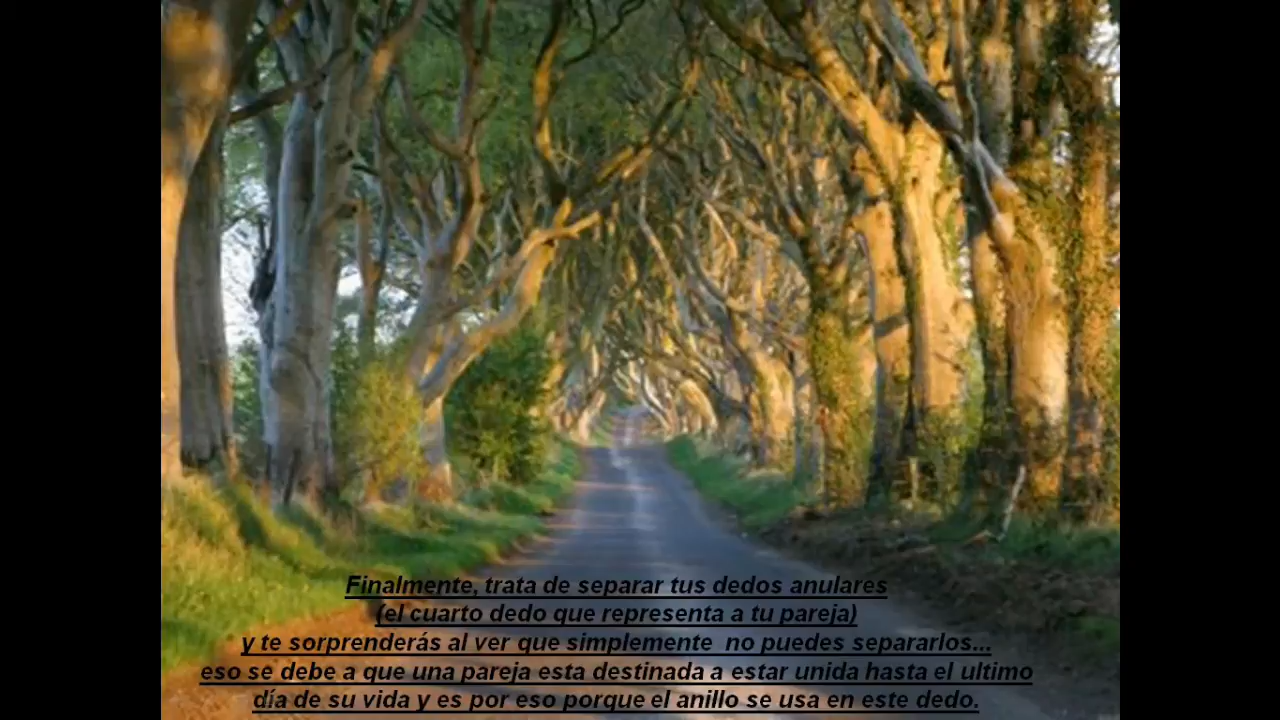 Finalmente, trata de separar tus dedos anulares
(el cuarto dedo que representa a tu pareja)
y te sorprenderás al ver que simplemente  no puedes separarlos...
eso se debe a que una pareja esta destinada a estar unida hasta el ultimo
día de su vida y es por eso porque el anillo se usa en este dedo.